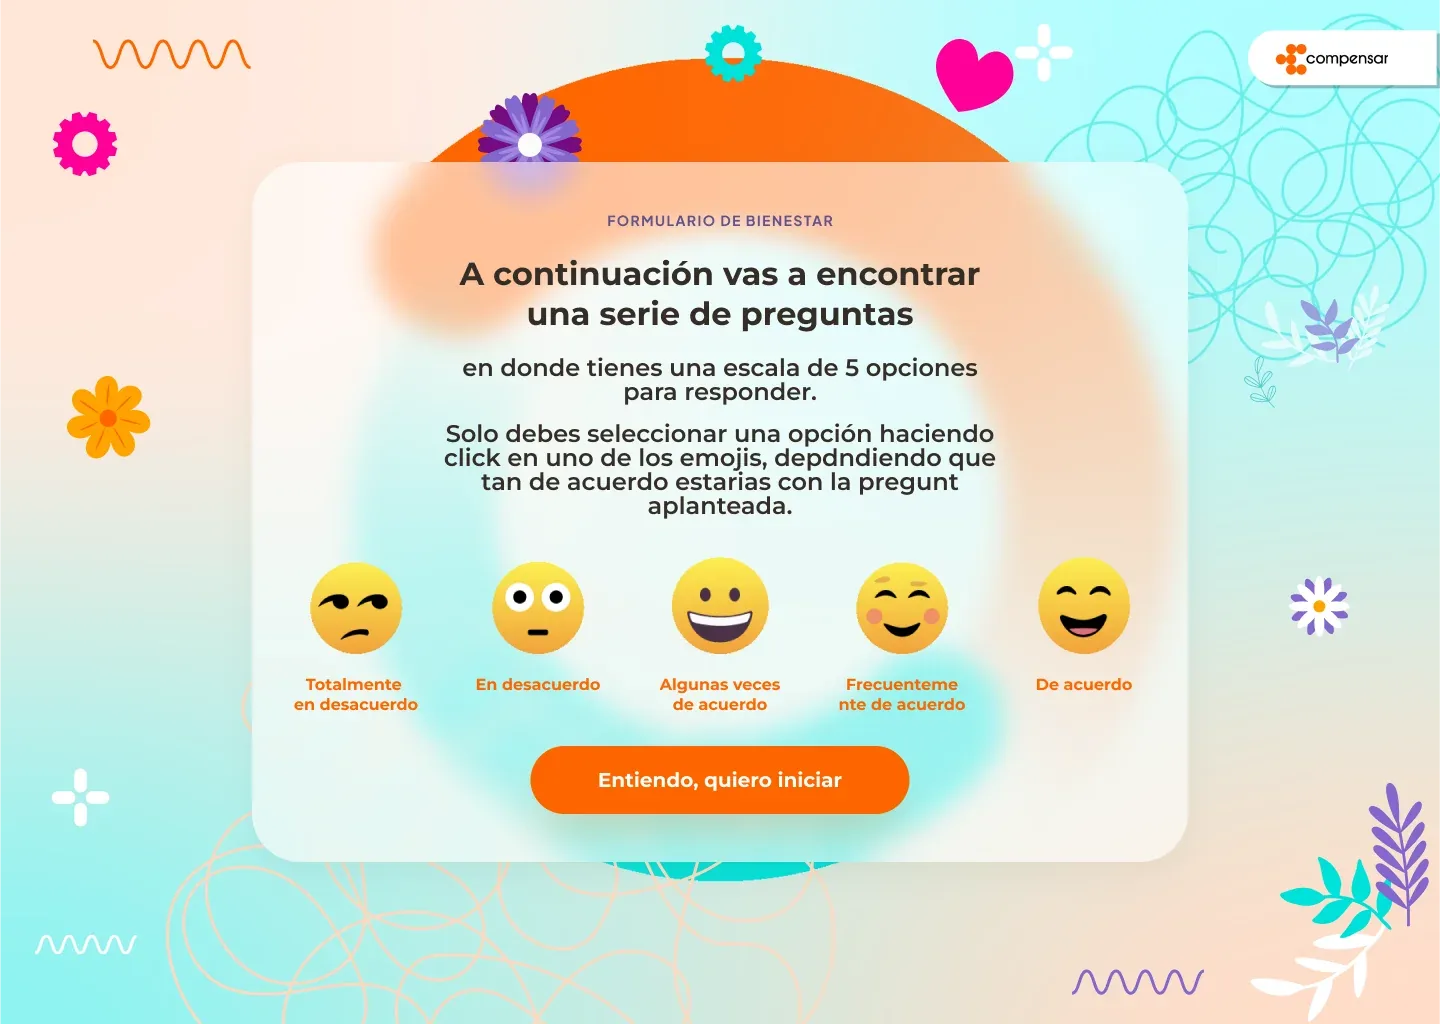 compensar
FORMULARIO DE BIENESTAR
A continuación vas a encontrar
una serie de preguntas
en donde tienes una escala de 5 opciones
para responder.
Solo debes seleccionar una opción haciendo
click en uno de los emojis, depdndiendo que
tan de acuerdo estarias con la pregunt
aplanteada.
Totalmente
en desacuerdo
En desacuerdo
Algunas veces
de acuerdo
Frecuenteme
nte de acuerdo
De acuerdo
Entiendo, quiero iniciar